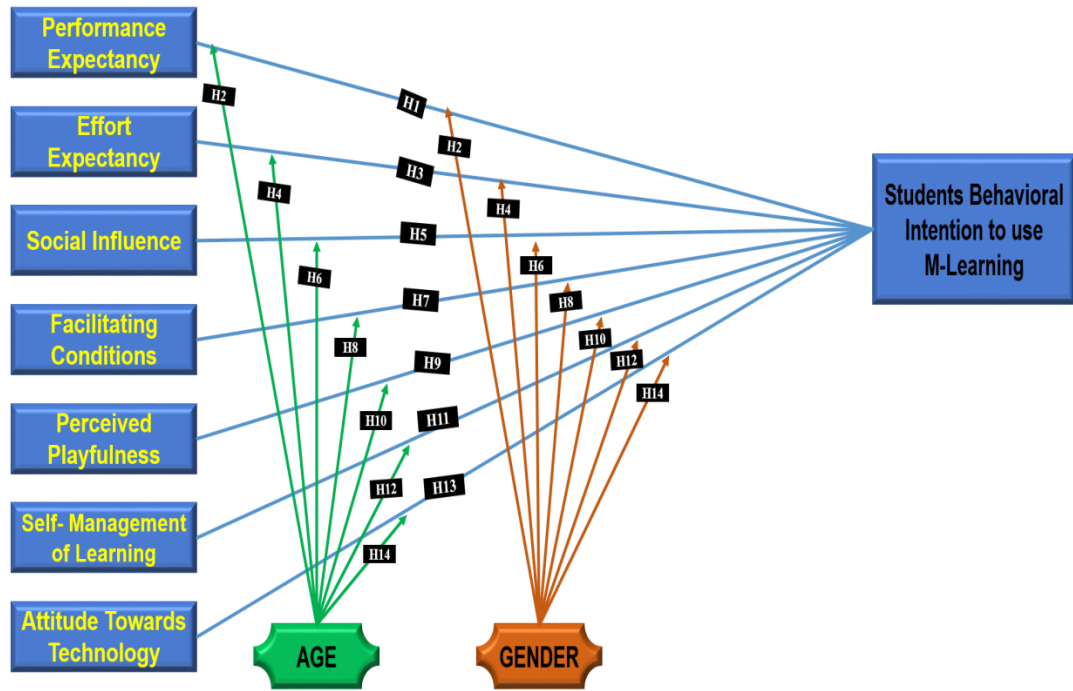 Performance
Expectancy
Effort
Expectancy
Social Influence
Facilitating
Conditions
Perceived
Playfulness
Self- Management
of Learning
Attitude Towards
Technology
H1
H3
H5
H7
H9
H11
H13
H2
H4
H6
H8
H10
H12
H14
H2
H4
H6
H8
H10
H12
H14
AGE
GENDER
Students Behavioral
Intention to use
M-Learning